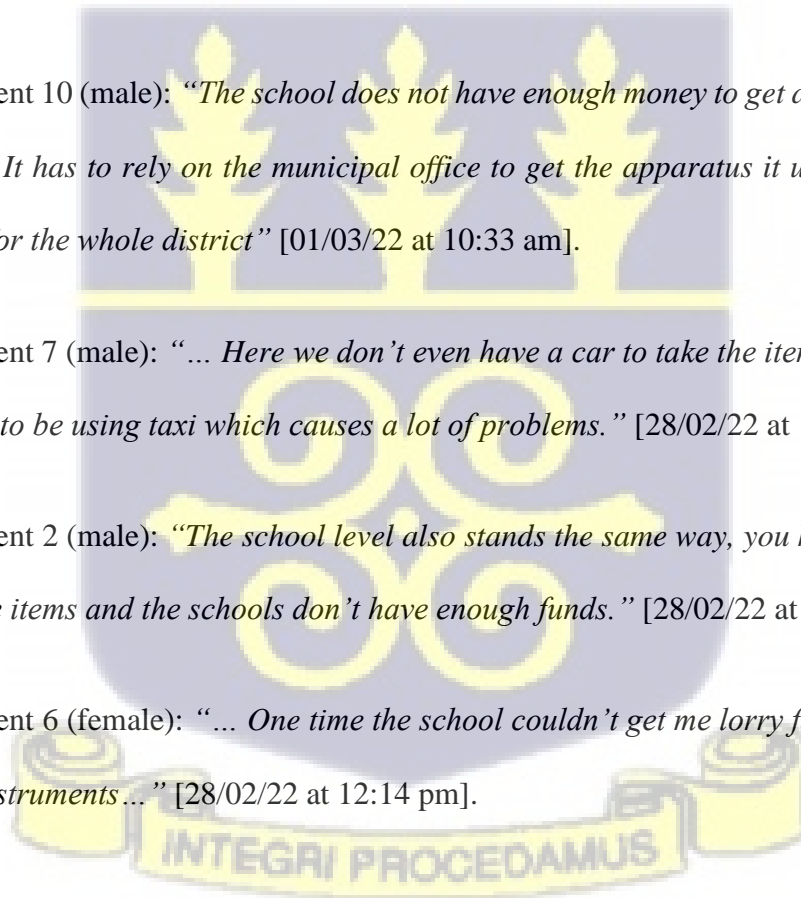 ent 10 (male): “The school does not have enough money to get a
It has to rely on the municipal office to get the apparatus it u
or the whole district” [01/03/22 at 10:33 am].
ent 7 (male): “… Here we don’t even have a car to take the iter
to be using taxi which causes a lot of problems.” [28/02/22 at
ent 2 (male): “The school level also stands the same way, you
e items and the schools don’t have enough funds.” [28/02/22 at
ent 6 (female): “… One time the school couldn’t get me lorry f
struments…” [28/02/22 at 12:14 pm].
INTEGRI PROCEDAMUS